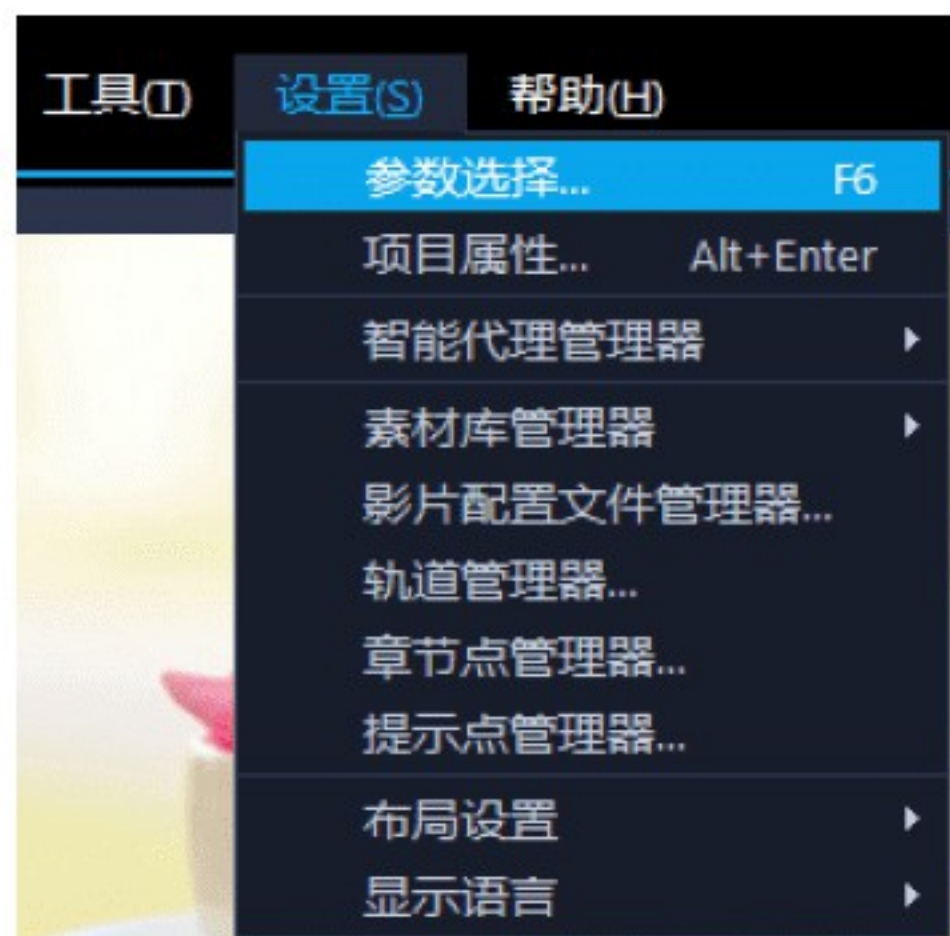 工具(T) 设置(S) 帮助(H)
参数选择... F6
项目属性... Alt+Enter
智能代理管理器
素材库管理器
影片配置文件管理器...
轨道管理器...
章节点管理器...
提示点管理器...
布局设置
显示语言